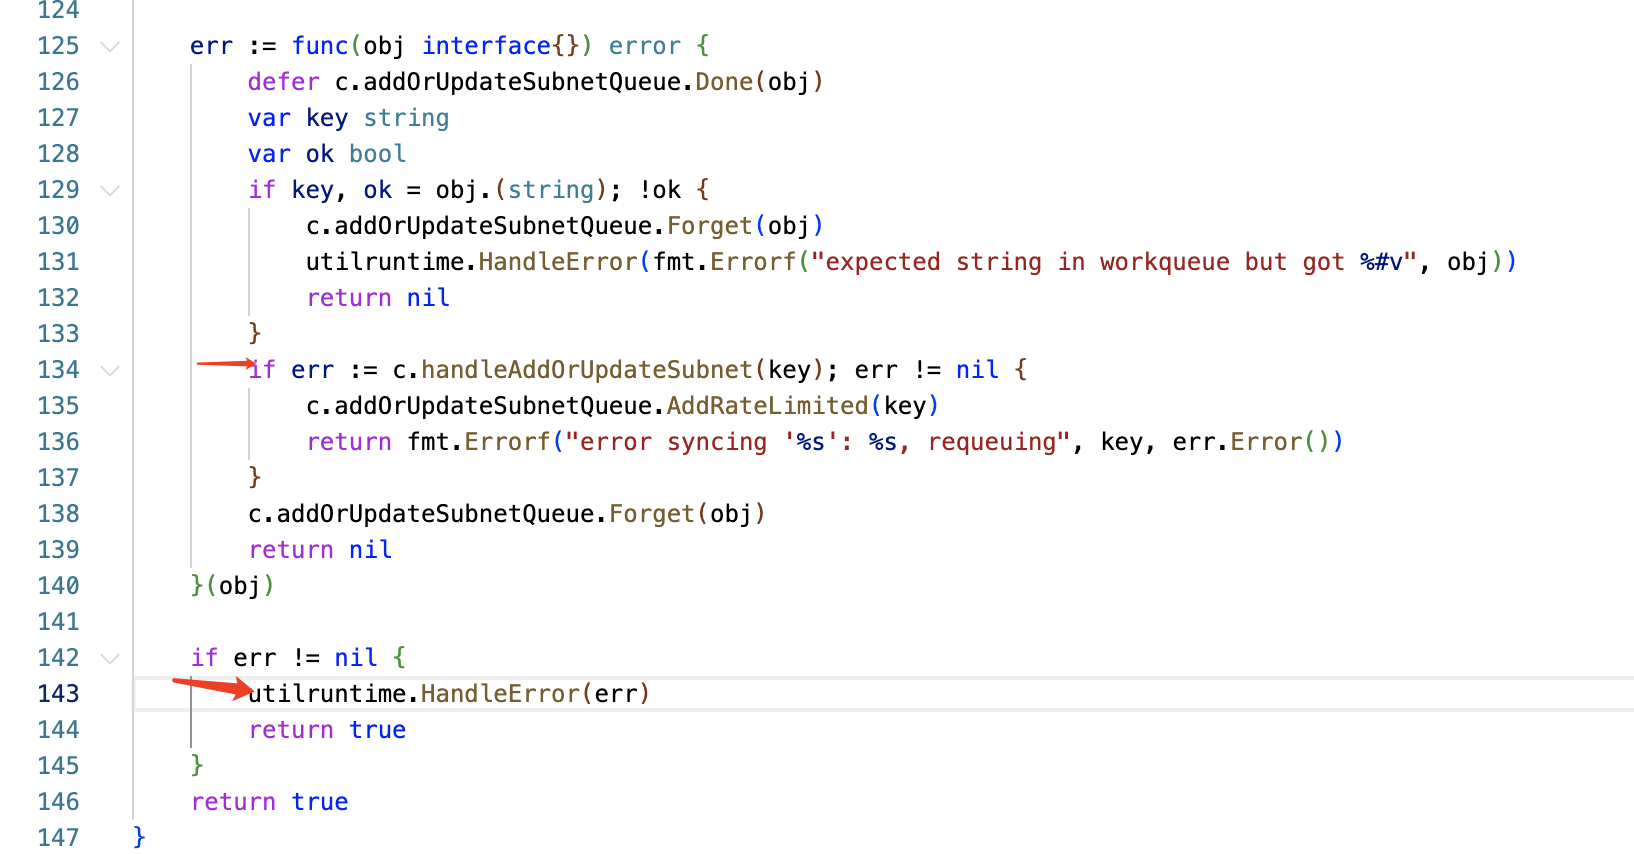 124
125 err := func(obj interface{}) error {
126 defer c.addOrUpdateSubnetQueue.Done(obj)
127 var key string
128 var ok bool
129 if key, ok = obj.(string); !ok {
130 c.addOrUpdateSubnetQueue.Forget(obj)
131 utilruntime.HandleError(fmt.Errorf("expected string in workqueue but got %#v", obj))
132 return nil
133 }
134 if err := c.handleAddOrUpdateSubnet(key); err != nil {
135 c.addOrUpdateSubnetQueue.AddRateLimited(key)
136 return fmt.Errorf("error syncing '%s': %s, requeuing", key, err.Error())
137 }
138 c.addOrUpdateSubnetQueue.Forget(obj)
139 return nil
140 }(obj)
141
142 if err != nil {
143 utilruntime.HandleError(err)
144 return true
145 }
146 return true
147 }